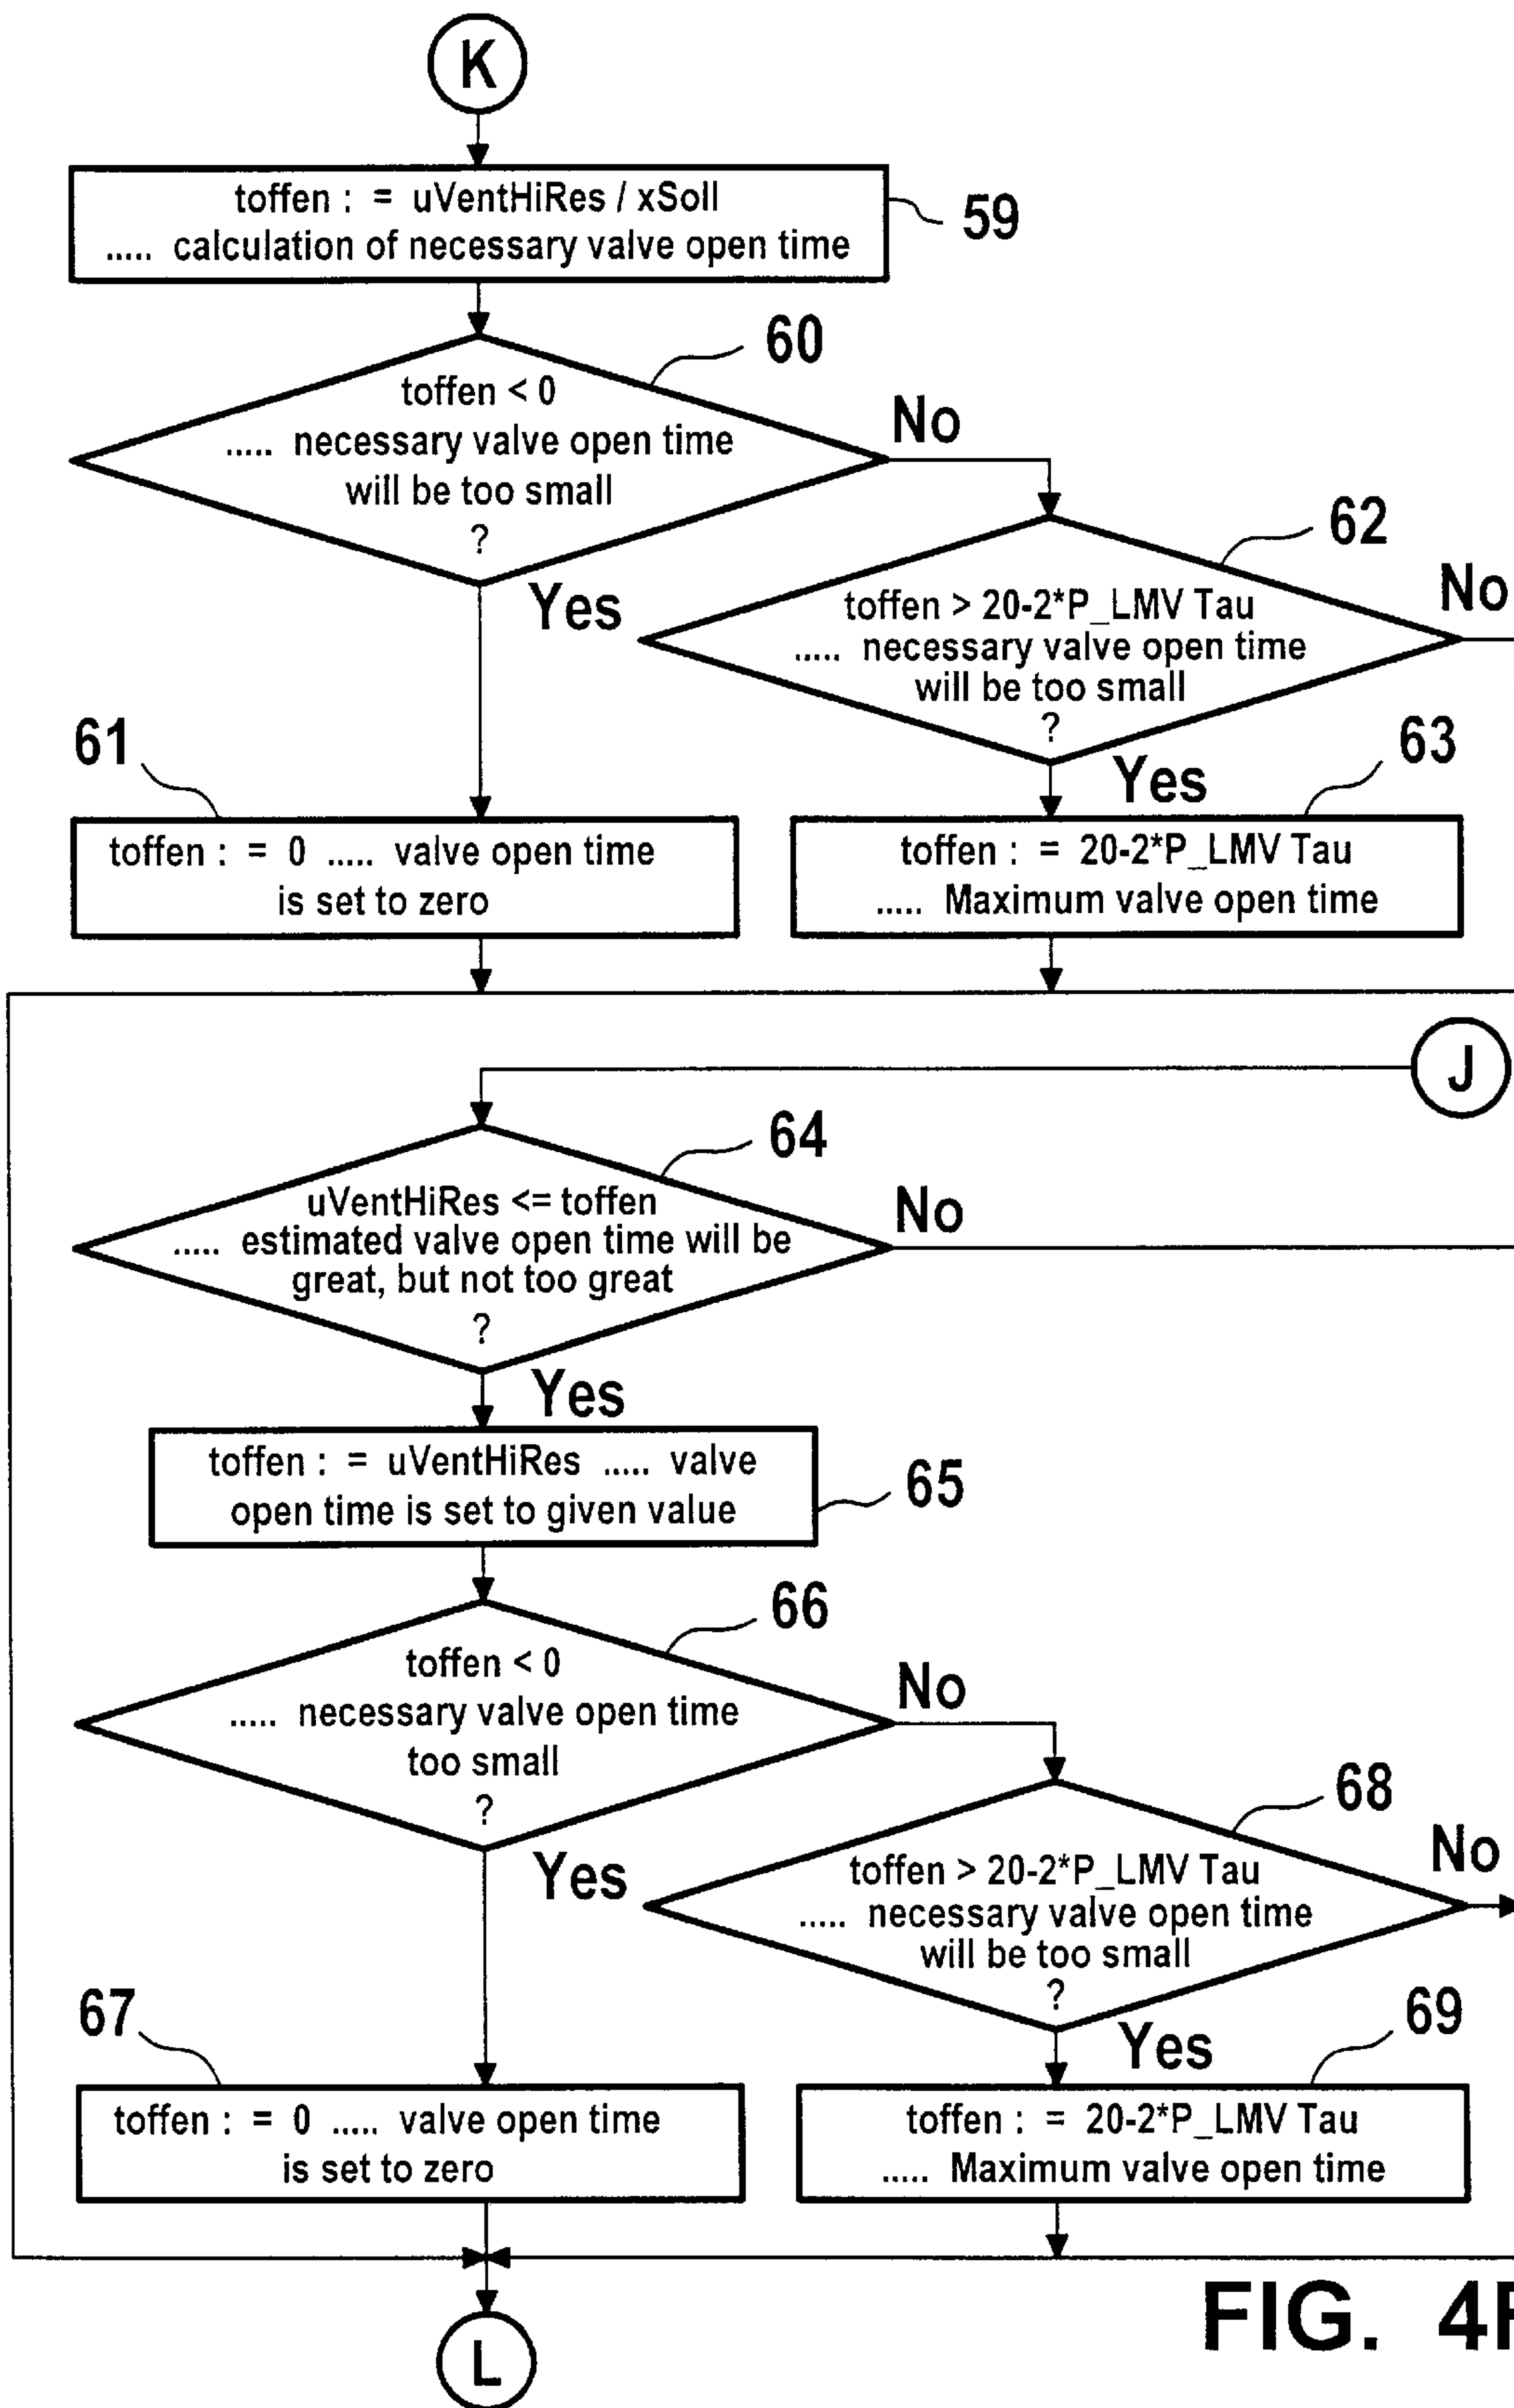 K
toffen : = uVentHiRes / xSoll
..... calculation of necessary valve open time
59
60
toffen < 0
..... necessary valve open time
will be too small
?
No
Yes
62
toffen > 20-2*P_LMV Tau
..... necessary valve open time
will be too small
?
No
Yes
61
toffen : = 0 ..... valve open time
is set to zero
63
toffen : = 20-2*P_LMV Tau
..... Maximum valve open time
J
64
uVentHiRes <= toffen
..... estimated valve open time will be
great, but not too great
?
No
Yes
toffen : = uVentHiRes ..... valve
open time is set to given value
65
66
toffen < 0
..... necessary valve open time
too small
?
No
Yes
68
toffen > 20-2*P_LMV Tau
..... necessary valve open time
will be too small
?
No
Yes
67
toffen : = 0 ..... valve open time
is set to zero
69
toffen : = 20-2*P_LMV Tau
..... Maximum valve open time
L
FIG.